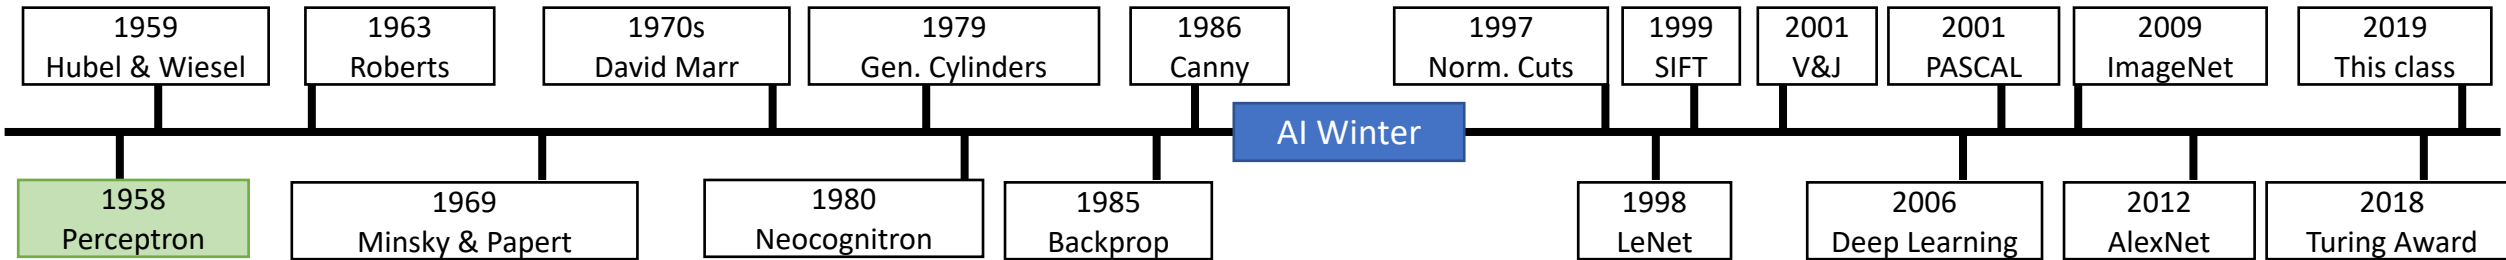 1959
Hubel & Wiesel
1963
Roberts
1970s
David Marr
1979
Gen. Cylinders
1986
Canny
1997
Norm. Cuts
1999
SIFT
2001
V&J
2001
PASCAL
2009
ImageNet
2019
This class
AI Winter
1958
Perceptron
1969
Minsky & Papert
1980
Neocognitron
1985
Backprop
1998
LeNet
2006
Deep Learning
2012
AlexNet
2018
Turing Award